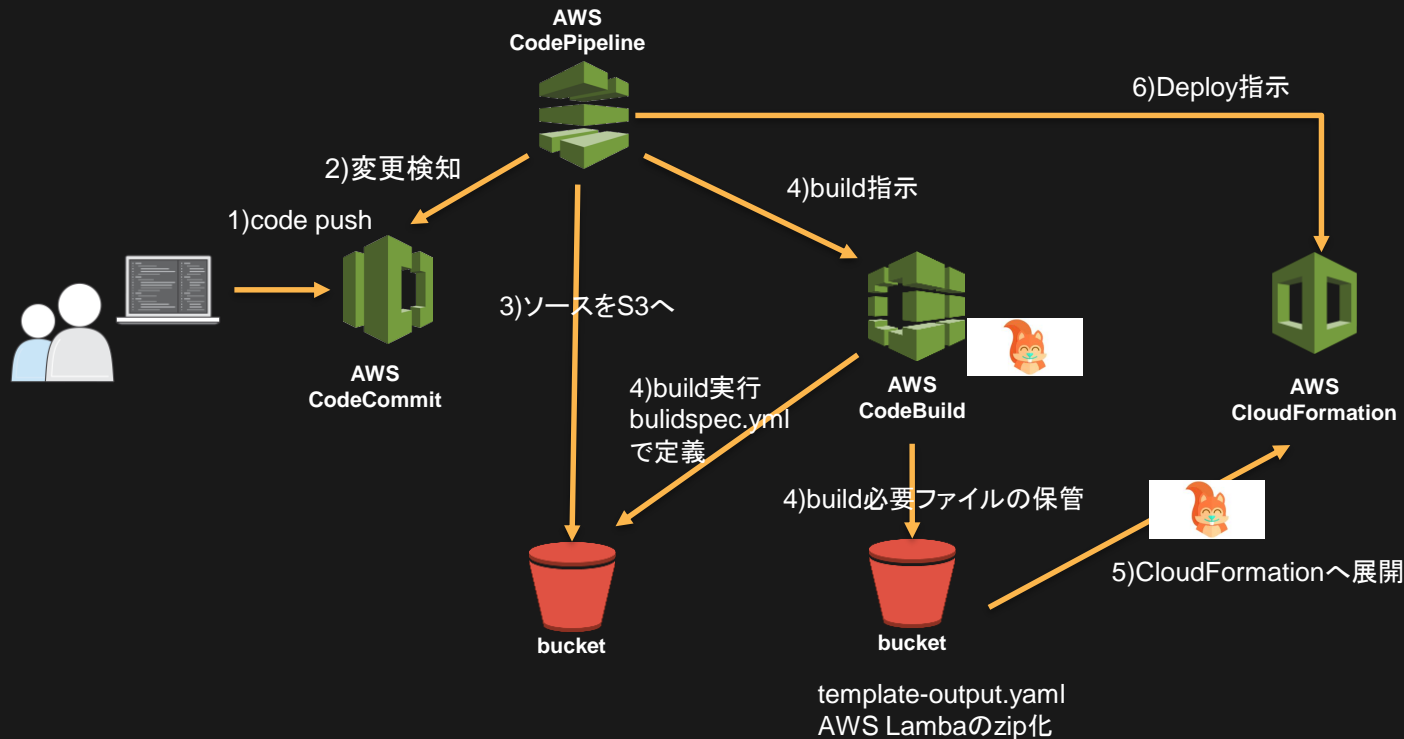 AWS
CodePipeline
6)Deploy指示
2)変更検知
4)build指示
1)code push
3)ソースをS3へ
AWS
CodeCommit
4)build実行
bulidspec.yml
で定義
AWS
CodeBuild
AWS
CloudFormation
4)build必要ファイルの保管
5)CloudFormationへ展開
bucket
bucket
template-output.yaml
AWS Lambaのzip化